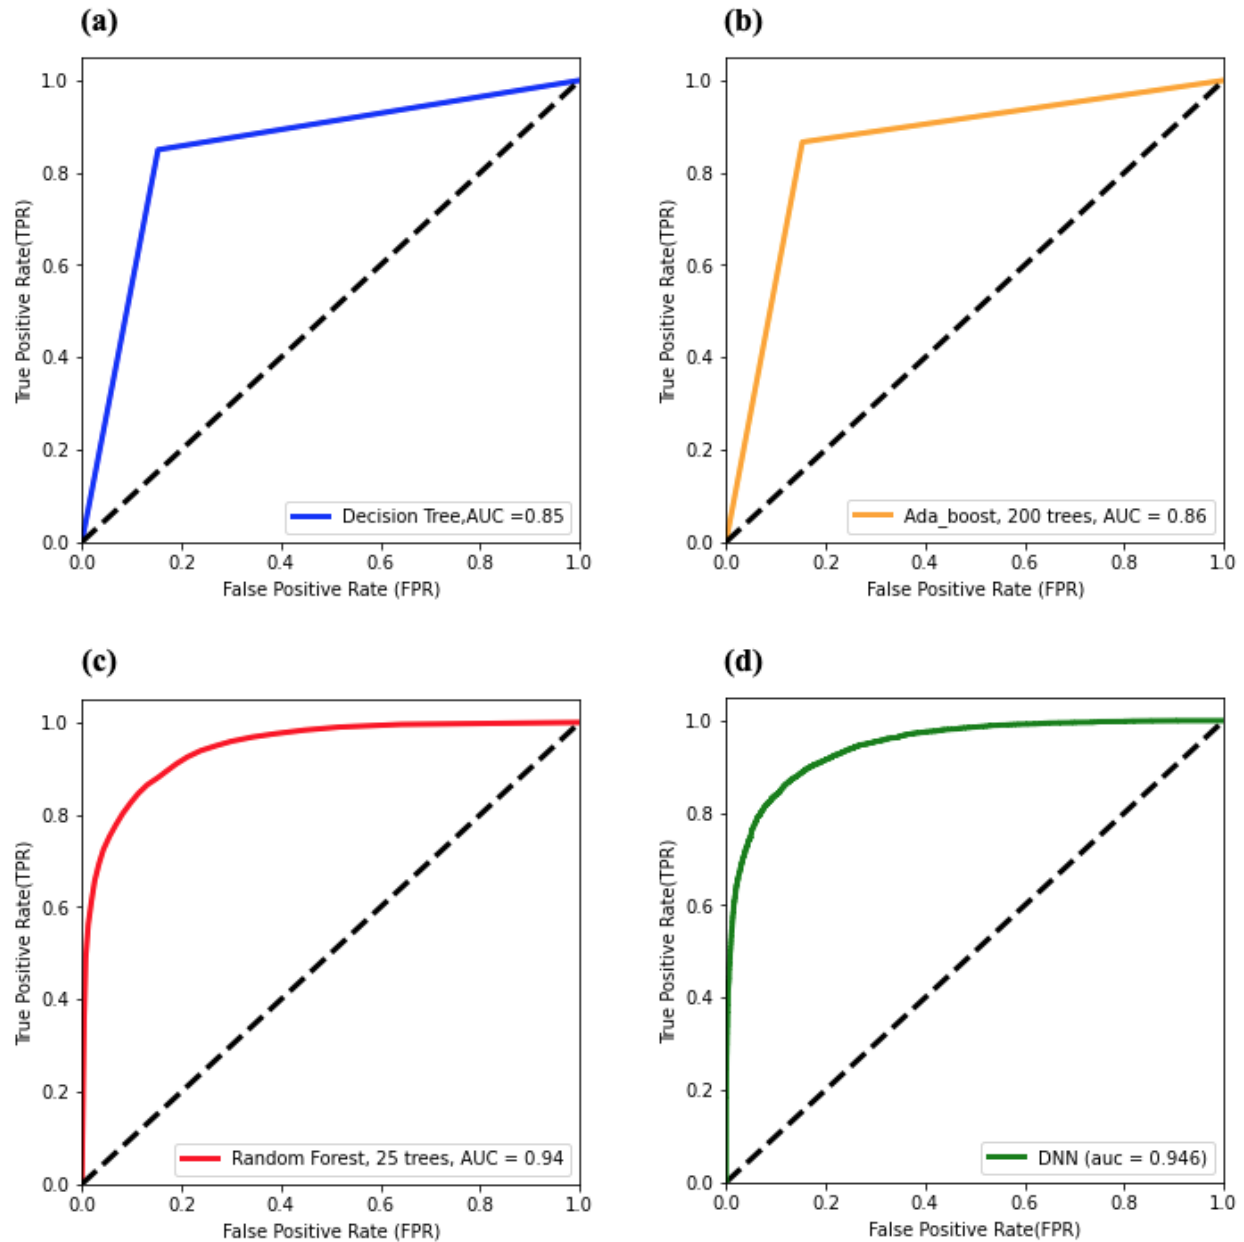 (a)
1.0
0.8
0.6
0.4
0.2
0.0
True Positive Rate(TPR)
Decision Tree,AUC =0.85
0.0 0.2 0.4 0.6 0.8 1.0
False Positive Rate (FPR)
(b)
1.0
0.8
0.6
0.4
0.2
0.0
True Positive Rate(TPR)
Ada_boost, 200 trees, AUC = 0.86
0.0 0.2 0.4 0.6 0.8 1.0
False Positive Rate (FPR)
(c)
1.0
0.8
0.6
0.4
0.2
0.0
True Positive Rate(TPR)
Random Forest, 25 trees, AUC = 0.94
0.0 0.2 0.4 0.6 0.8 1.0
False Positive Rate (FPR)
(d)
1.0
0.8
0.6
0.4
0.2
0.0
True Positive Rate(TPR)
DNN (auc = 0.946)
0.0 0.2 0.4 0.6 0.8 1.0
False Positive Rate(FPR)